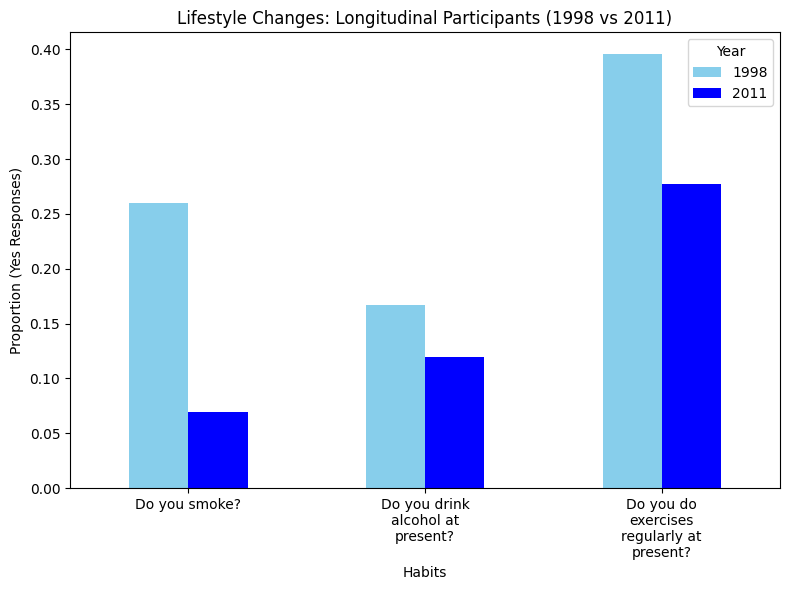 Lifestyle Changes: Longitudinal Participants (1998 vs 2011)
Year
1998
2011
Proportion (Yes Responses)
0.40
0.35
0.30
0.25
0.20
0.15
0.10
0.05
0.00
Do you smoke?
Do you drink
alcohol at
present?
Do you do
exercises
regularly at
present?
Habits